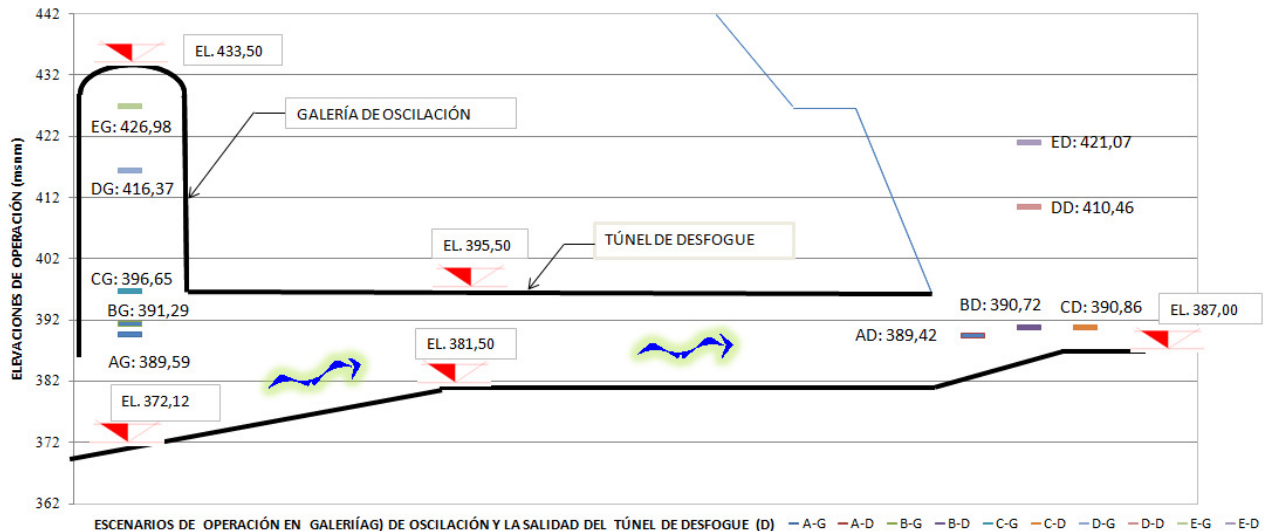 442
432
422
412
402
392
382
372
362
ELEVACIONES DE OPERACIÓN (msnm)
EL. 433,50
EG: 426,98
GALERÍA DE OSCILACIÓN
DG: 416,37
ED: 421,07
DD: 410,46
TÚNEL DE DESFOGUE
EL. 395,50
CG: 396,65
BG: 391,29
AG: 389,59
BD: 390,72
CD: 390,86
EL. 387,00
AD: 389,42
EL. 381,50
EL. 372,12
ESCENARIOS DE OPERACIÓN EN GALERIÍAG) DE OSCILACIÓN Y LA SALIDAD DEL TÚNEL DE DESFOGUE (D) A-G A-D B-G B-D C-G C-D D-G D-D E-G E-D